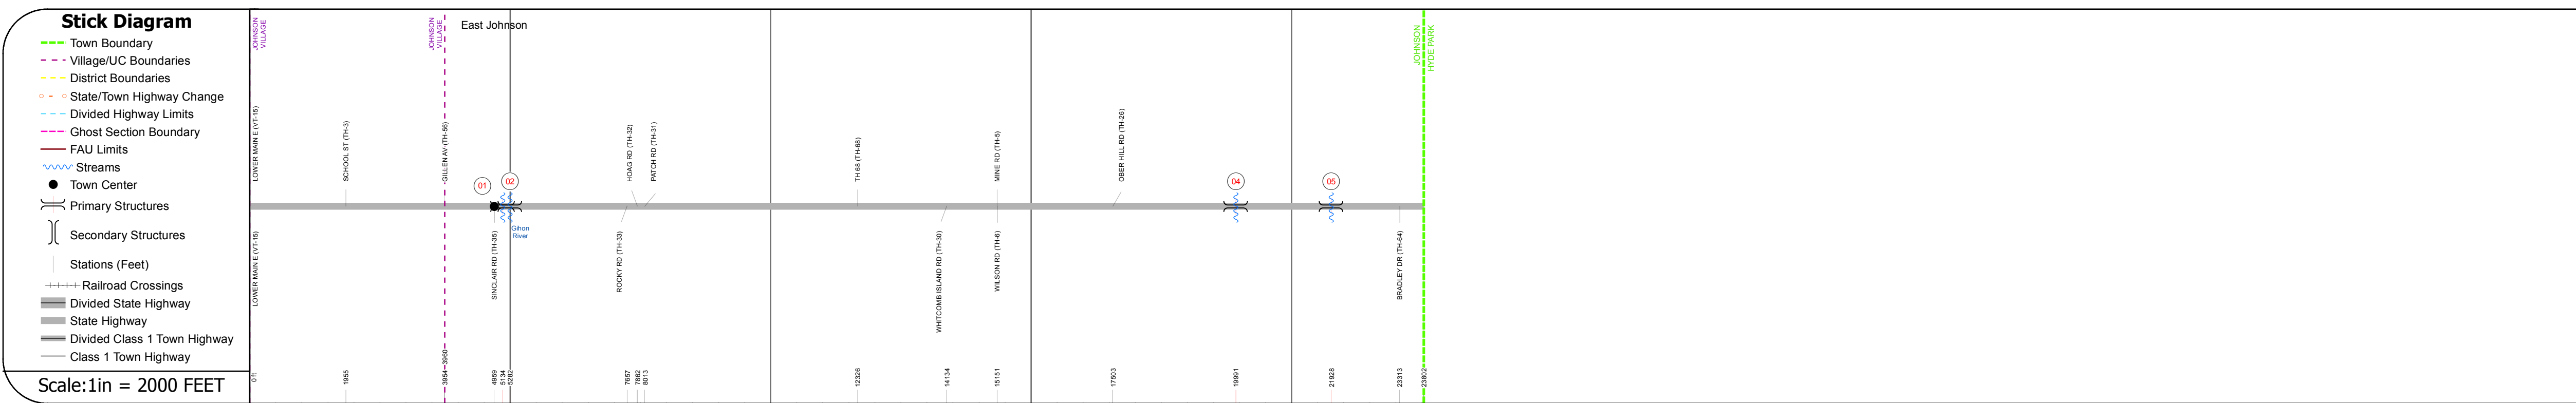 Stick Diagram
Town Boundary
Village/UC Boundaries
District Boundaries
State/Town Highway Change
Divided Highway Limits
Ghost Section Boundary
FAU Limits
Streams
Town Center
Primary Structures
Secondary Structures
Stations (Feet)
Railroad Crossings
Divided State Highway
State Highway
Divided Class 1 Town Highway
Class 1 Town Highway
Scale:1in = 2000 FEET
JOHNSON
VILLAGE
JOHNSON
VILLAGE
East Johnson
JOHNSON
HYDE PARK
LOWER MAIN E (VT-15)
SCHOOL ST (TH-3)
GILLEN AV (TH-56)
HOAG RD (TH-32)
PATCH RD (TH-31)
TH 68 (TH-68)
MINE RD (TH-5)
OBER HILL RD (TH-26)
01
02
04
05
LOWER MAIN E (VT-15)
SINCLAIR RD (TH-35)
Gihon
River
ROCKY RD (TH-33)
WHITCOMB ISLAND RD (TH-30)
WILSON RD (TH-6)
BRADLEY DR (TH-64)
0 ft
1955
3954
3960
4959
5134
5282
7657
7862
8013
12326
14134
15151
17503
19991
21928
23313
23802